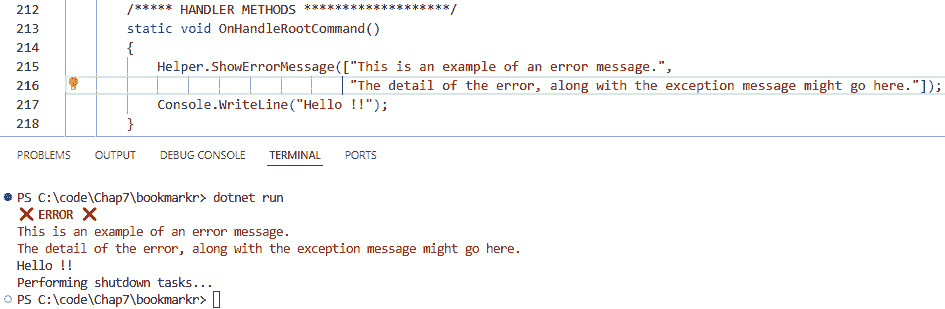 212 /***** HANDLER METHODS *******************/
213 static void OnHandleRootCommand()
214 {
215 Helper.ShowErrorMessage(["This is an example of an error message.",
216 "The detail of the error, along with the exception message might go here."]);
217 Console.WriteLine("Hello !!");
218 }
PROBLEMS OUTPUT DEBUG CONSOLE TERMINAL PORTS
PS C:\code\Chap7\bookmarkr> dotnet run
❌ ERROR ❌
This is an example of an error message.
The detail of the error, along with the exception message might go here.
Hello !!
Performing shutdown tasks...
PS C:\code\Chap7\bookmarkr>